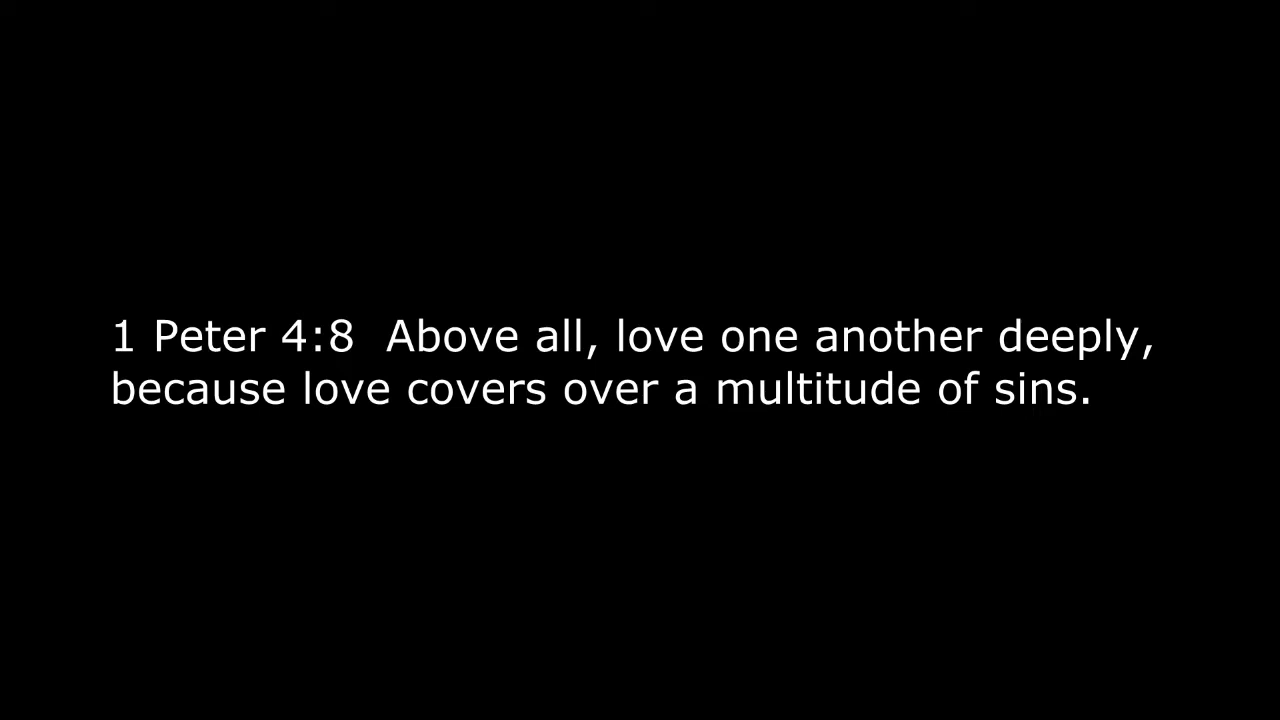 1 Peter 4:8  Above all, love one another deeply,
because love covers over a multitude of sins.